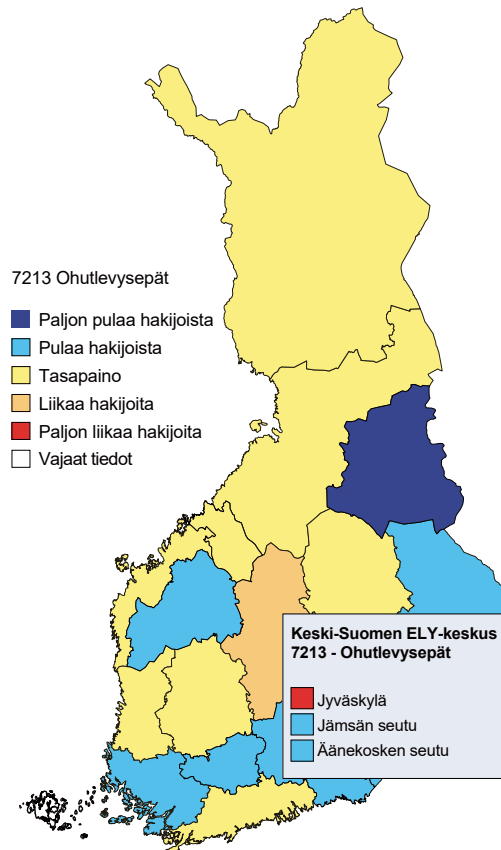 7213 Ohutlevysepät
Paljon pulaa hakijoista
Pulaa hakijoista
Tasapaino
Liikaa hakijoita
Paljon liikaa hakijoita
Vajaat tiedot
Keski-Suomen ELY-keskus
7213 - Ohutlevysepät
Jyväskylä
Jämsän seutu
Äänekosken seutu